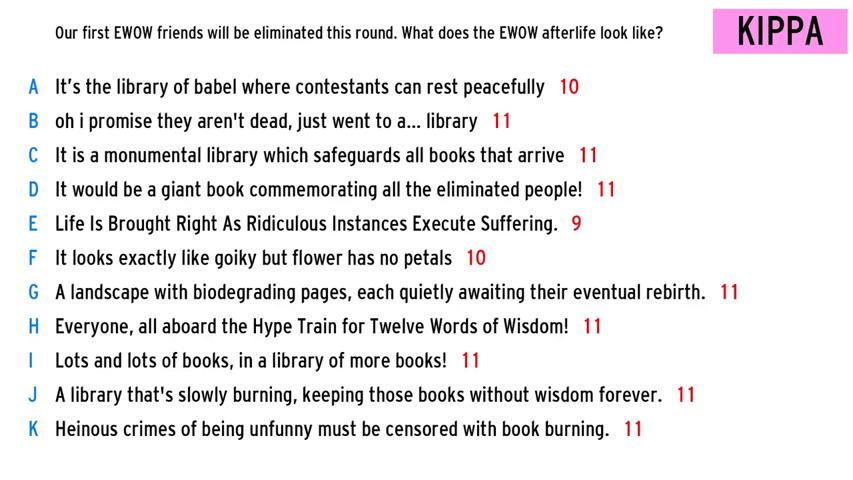 Our first EWOW friends will be eliminated this round. What does the EWOW afterlife look like?
KIPPA
A It's the library of babel where contestants can rest peacefully 10
B oh i promise they aren't dead, just went to a... library 11
C It is a monumental library which safeguards all books that arrive 11
D It would be a giant book commemorating all the eliminated people! 11
E Life Is Brought Right As Ridiculous Instances Execute Suffering. 9
F It looks exactly like goiky but flower has no petals 10
G A landscape with biodegrading pages, each quietly awaiting their eventual rebirth. 11
H Everyone, all aboard the Hype Train for Twelve Words of Wisdom! 11
I Lots and lots of books, in a library of more books! 11
J A library that's slowly burning, keeping those books without wisdom forever. 11
K Heinous crimes of being unfunny must be censored with book burning. 11